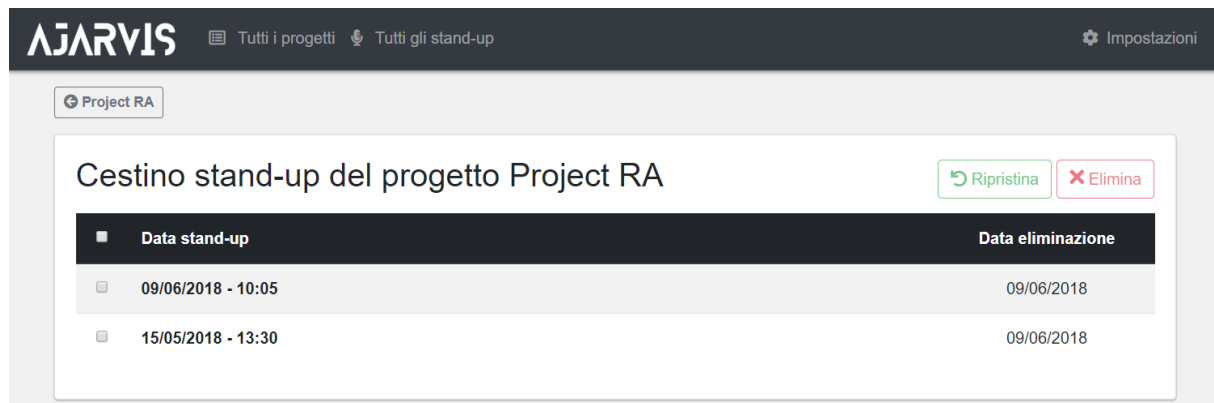 AJARVIS Tutti i progetti Tutti gli stand-up Impostazioni
Project RA
Cestino stand-up del progetto Project RA Ripristina Elimina
Data stand-up Data eliminazione
09/06/2018 - 10:05 09/06/2018
15/05/2018 - 13:30 09/06/2018